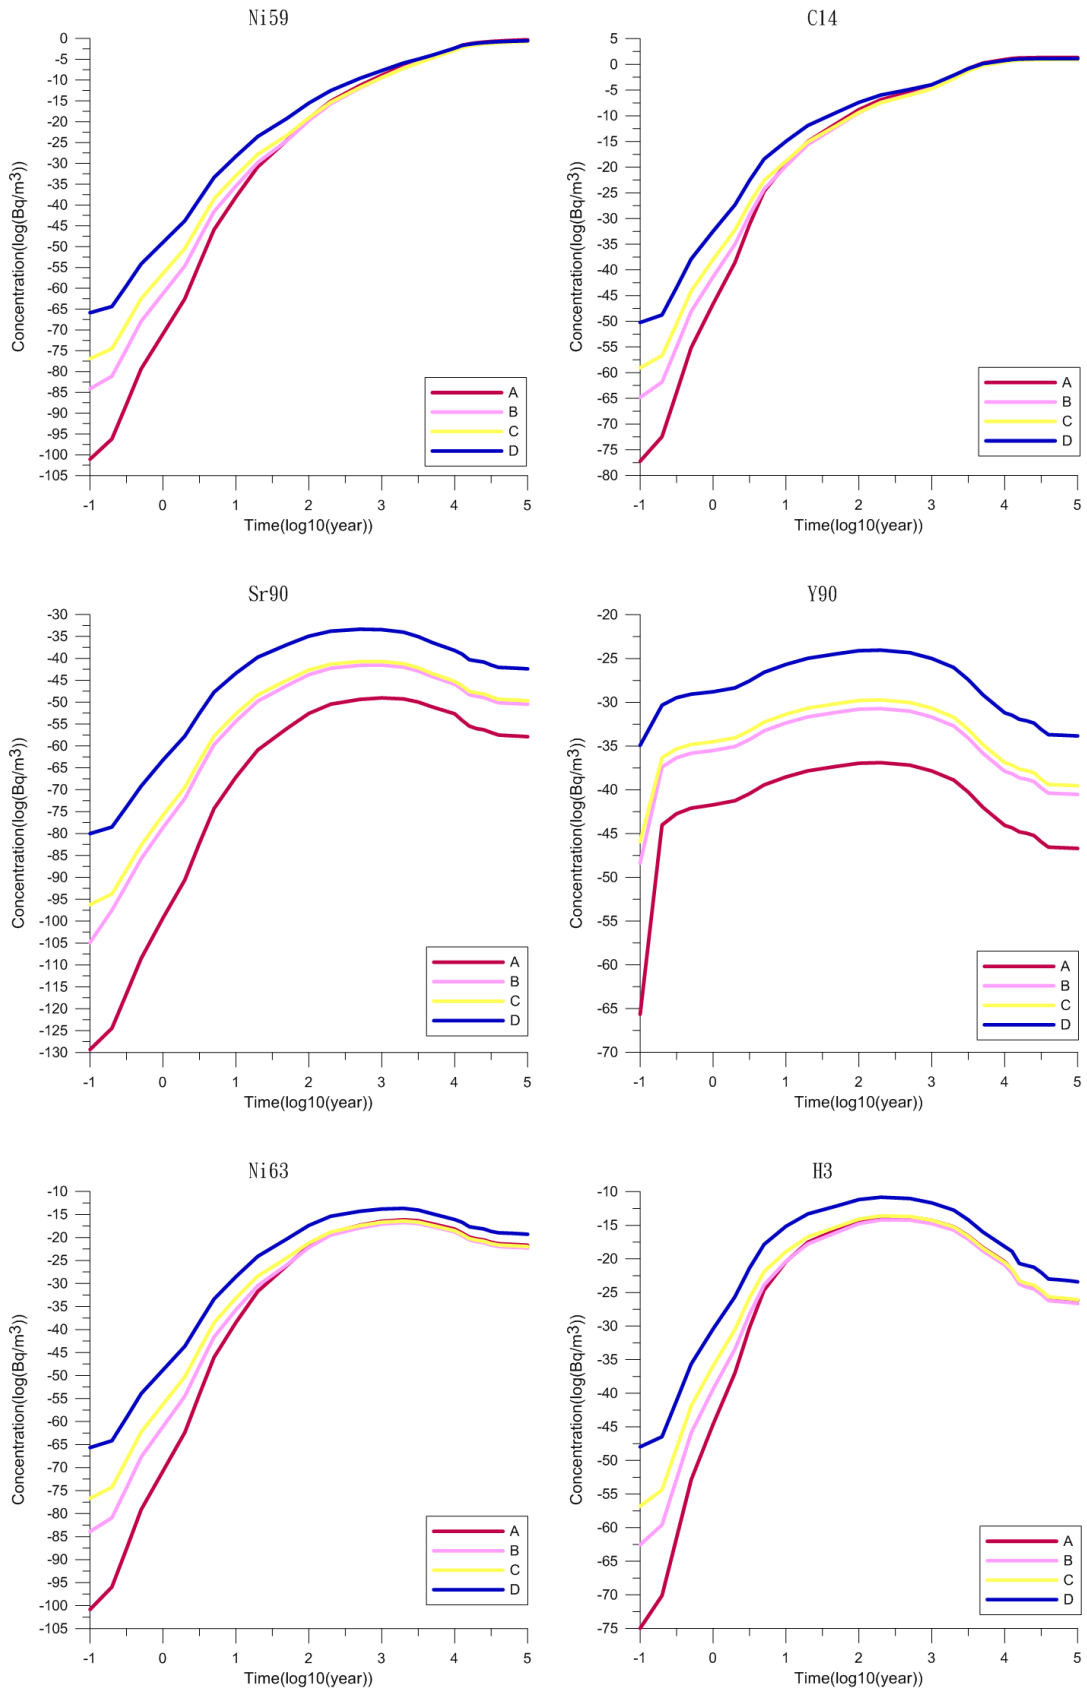 Ni59
Concentration(log(Bq/m3))
0
-5
-10
-15
-20
-25
-30
-35
-40
-45
-50
-55
-60
-65
-70
-75
-80
-85
-90
-95
-100
-105
-1 0 1 2 3 4 5
Time(log10(year))
A
B
C
D
C14
Concentration(log(Bq/m3))
5
0
-5
-10
-15
-20
-25
-30
-35
-40
-45
-50
-55
-60
-65
-70
-75
-80
-1 0 1 2 3 4 5
Time(log10(year))
A
B
C
D
Sr90
Concentration(log(Bq/m3))
-30
-35
-40
-45
-50
-55
-60
-65
-70
-75
-80
-85
-90
-95
-100
-105
-110
-115
-120
-125
-130
-1 0 1 2 3 4 5
Time(log10(year))
A
B
C
D
Y90
Concentration(log(Bq/m3))
-20
-25
-30
-35
-40
-45
-50
-55
-60
-65
-70
-1 0 1 2 3 4 5
Time(log10(year))
A
B
C
D
Ni63
Concentration(log(Bq/m3))
-10
-15
-20
-25
-30
-35
-40
-45
-50
-55
-60
-65
-70
-75
-80
-85
-90
-95
-100
-105
-1 0 1 2 3 4 5
Time(log10(year))
A
B
C
D
H3
Concentration(log(Bq/m3))
-10
-15
-20
-25
-30
-35
-40
-45
-50
-55
-60
-65
-70
-75
-1 0 1 2 3 4 5
Time(log10(year))
A
B
C
D